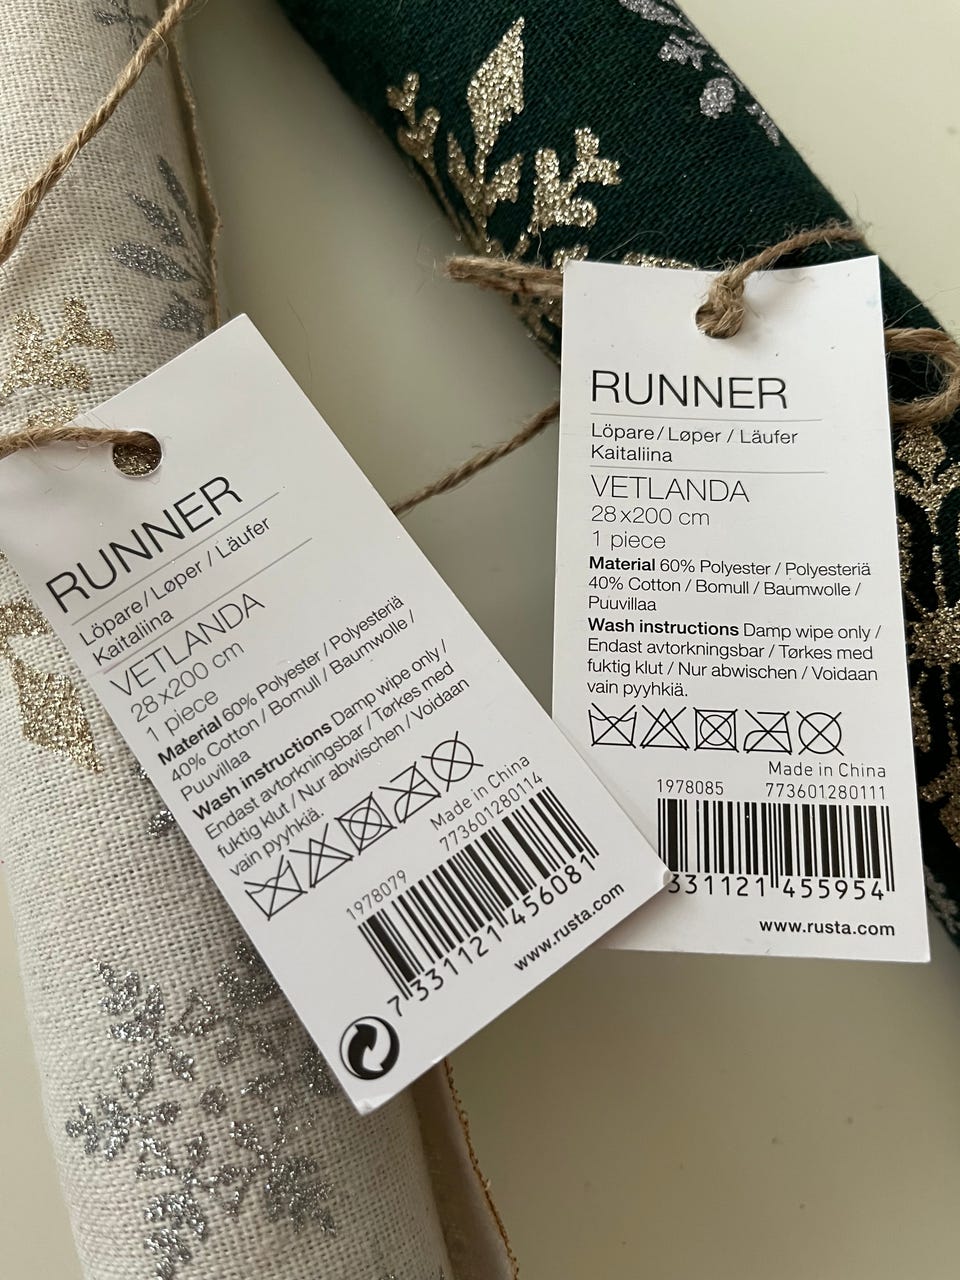 RUNNER
Löpare / Løper / Läufer
Kaitaliina
VETLANDA
28x200 cm
1 piece
Material 60% Polyester / Polyesteriä
40% Cotton / Bomull / Baumwolle /
Puuvillaa
Wash instructions Damp wipe only /
Endast avtorkningsbar / Tørkes med
fuktig klut / Nur abwischen / Voidaan
vain pyyhkiä.
Made in China
1978079 773601280114
7 331121 456081
www.rusta.com
RUNNER
Löpare / Løper / Läufer
Kaitaliina
VETLANDA
28x200 cm
1 piece
Material 60% Polyester / Polyesteriä
40% Cotton / Bomull / Baumwolle /
Puuvillaa
Wash instructions Damp wipe only /
Endast avtorkningsbar / Tørkes med
fuktig klut / Nur abwischen / Voidaan
vain pyyhkiä.
Made in China
1978085 773601280111
331121 455954
www.rusta.com